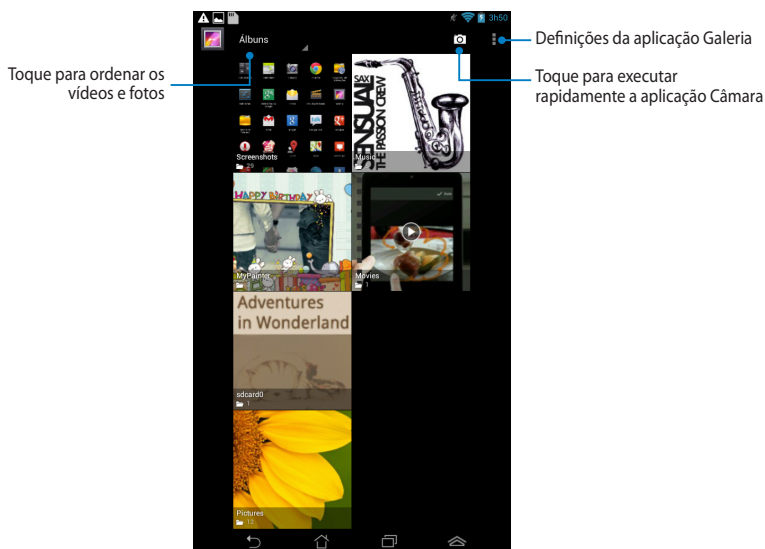 3h50
Álbuns
Definições da aplicação Galeria
Toque para ordenar os
vídeos e fotos
Toque para executar
rapidamente a aplicação Câmara
Screenshots
29
SENSUAL SAX
THE PASSION CREW
Music
HAPPY BIRTHDAY
MyPainter
Movies
1
Adventures
in Wonderland
sdcard0
1
Pictures
12